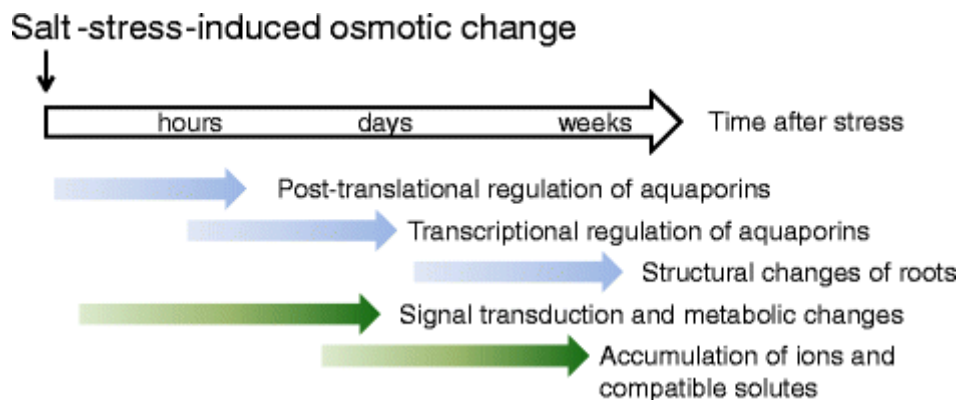 Salt-stress-induced osmotic change
hours days weeks Time after stress
Post-translational regulation of aquaporins
Transcriptional regulation of aquaporins
Structural changes of roots
Signal transduction and metabolic changes
Accumulation of ions and
compatible solutes